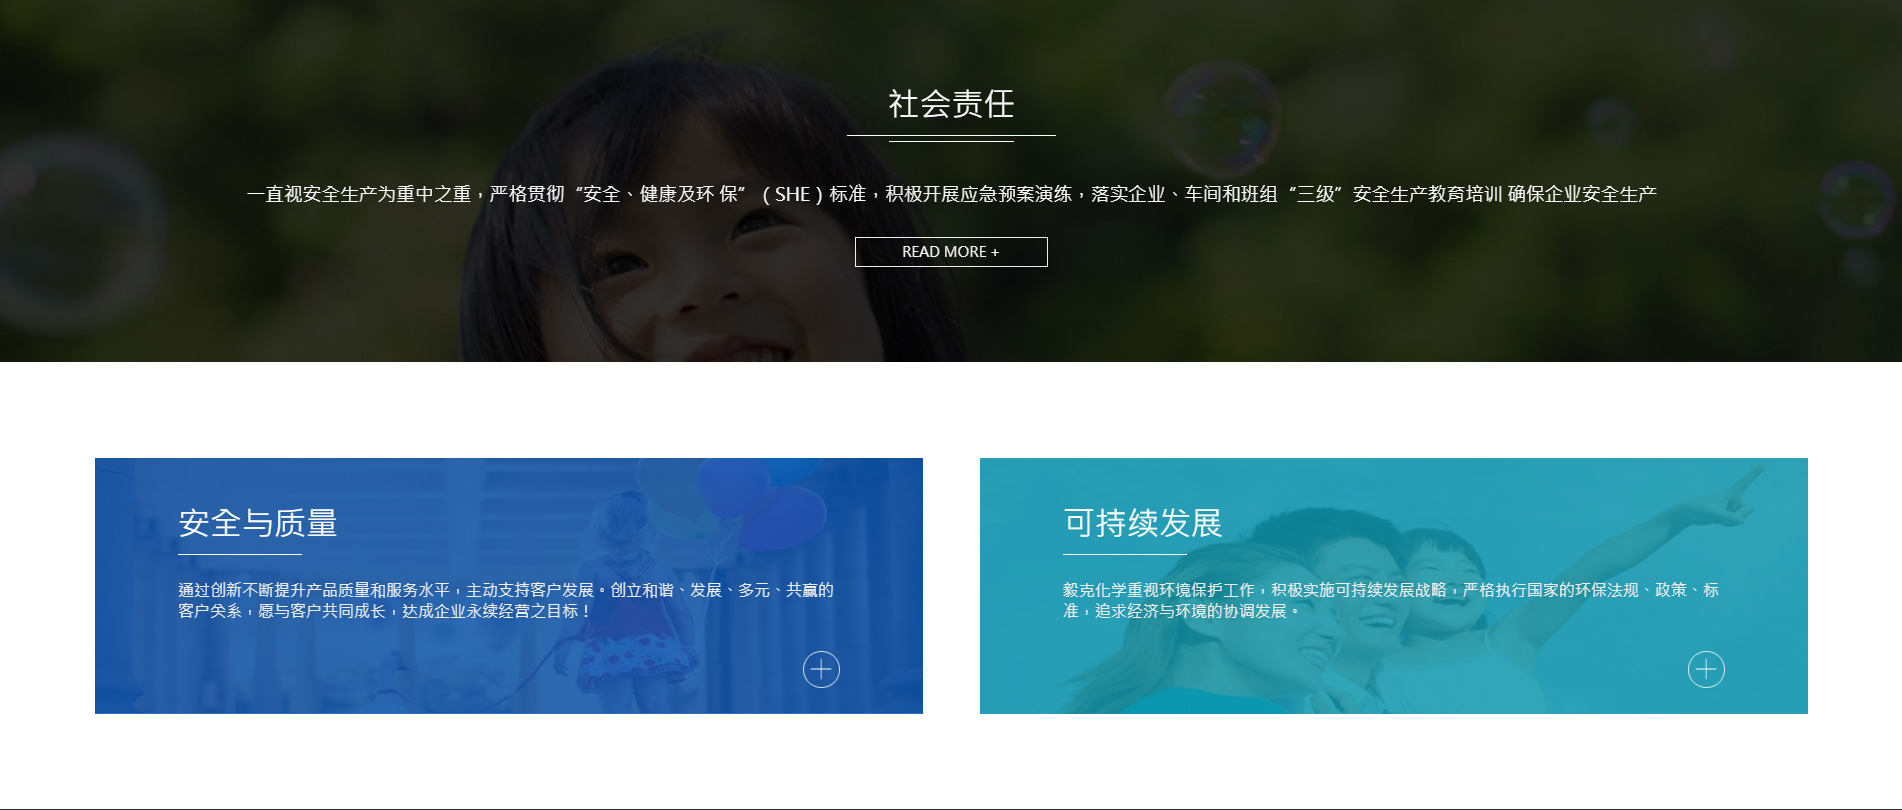 社会责任
一直视安全生产为重中之重，严格贯彻“安全、健康及环 保”（SHE）标准，积极开展应急预案演练，落实企业、车间和班组“三级”安全生产教育培训 确保企业安全生产
READ MORE +
安全与质量
通过创新不断提升产品质量和服务水平，主动支持客户发展。创立和谐、发展、多元、共赢的
客户关系，愿与客户共同成长，达成企业永续经营之目标！
可持续发展
毅克化学重视环境保护工作，积极实施可持续发展战略，严格执行国家的环保法规、政策、标
准，追求经济与环境的协调发展。